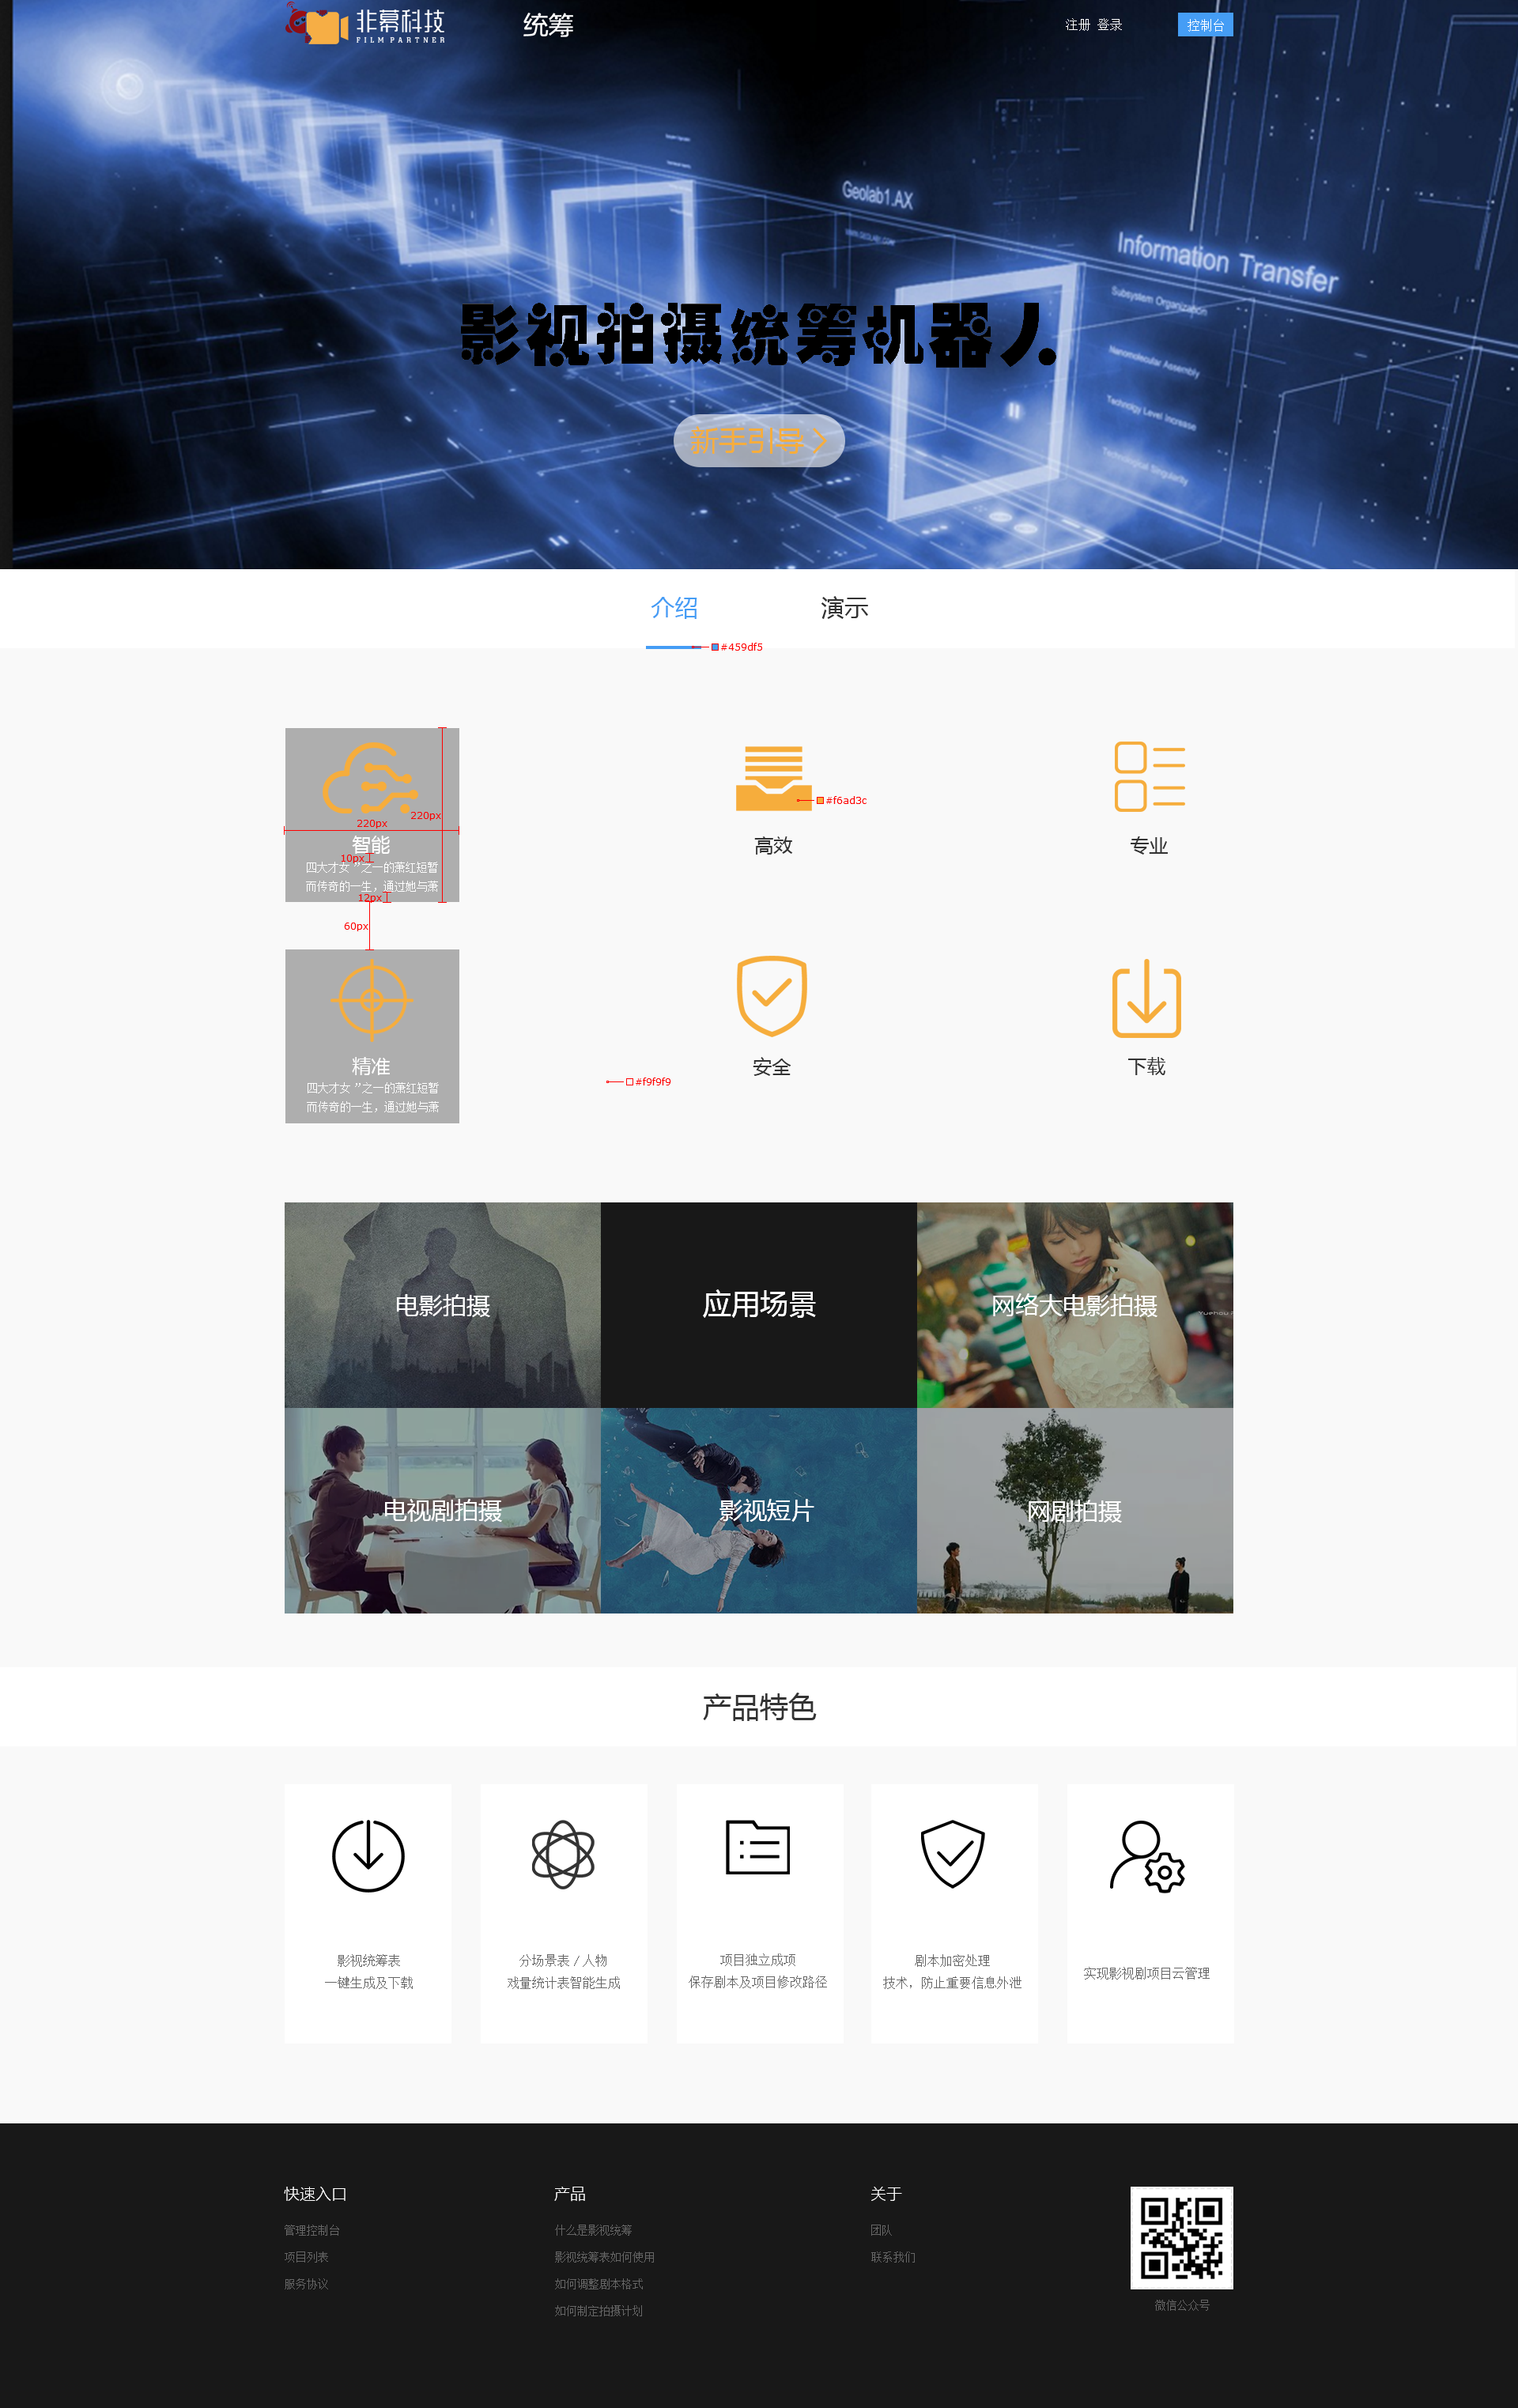 非幕科技
FILM PARTNER
统筹
注册 登录
控制台
Geolab1.AX
WWW.GEOLAB1.COM
Information Transfer
Subsystem Organization
Nanomolecular Assembly
Technolgy Level Increase
Technological Singularity
影视拍摄统筹机器人
新手引导
介绍
演示
#459df5
220px
220px
智能
10px
四大才女 ”之一的萧红短暂
而传奇的一生，通过她与萧
12px
60px
#f6ad3c
高效
专业
精准
四大才女 ”之一的萧红短暂
而传奇的一生，通过她与萧
安全
下载
#f9f9f9
电影拍摄
应用场景
网络大电影拍摄
电视剧拍摄
影视短片
网剧拍摄
产品特色
影视统筹表
一键生成及下载
分场景表 / 人物
戏量统计表智能生成
项目独立成项
保存剧本及项目修改路径
剧本加密处理
技术，防止重要信息外泄
实现影视剧项目云管理
快速入口
管理控制台
项目列表
服务协议
产品
什么是影视统筹
影视统筹表如何使用
如何调整剧本格式
如何制定拍摄计划
关于
团队
联系我们
微信公众号